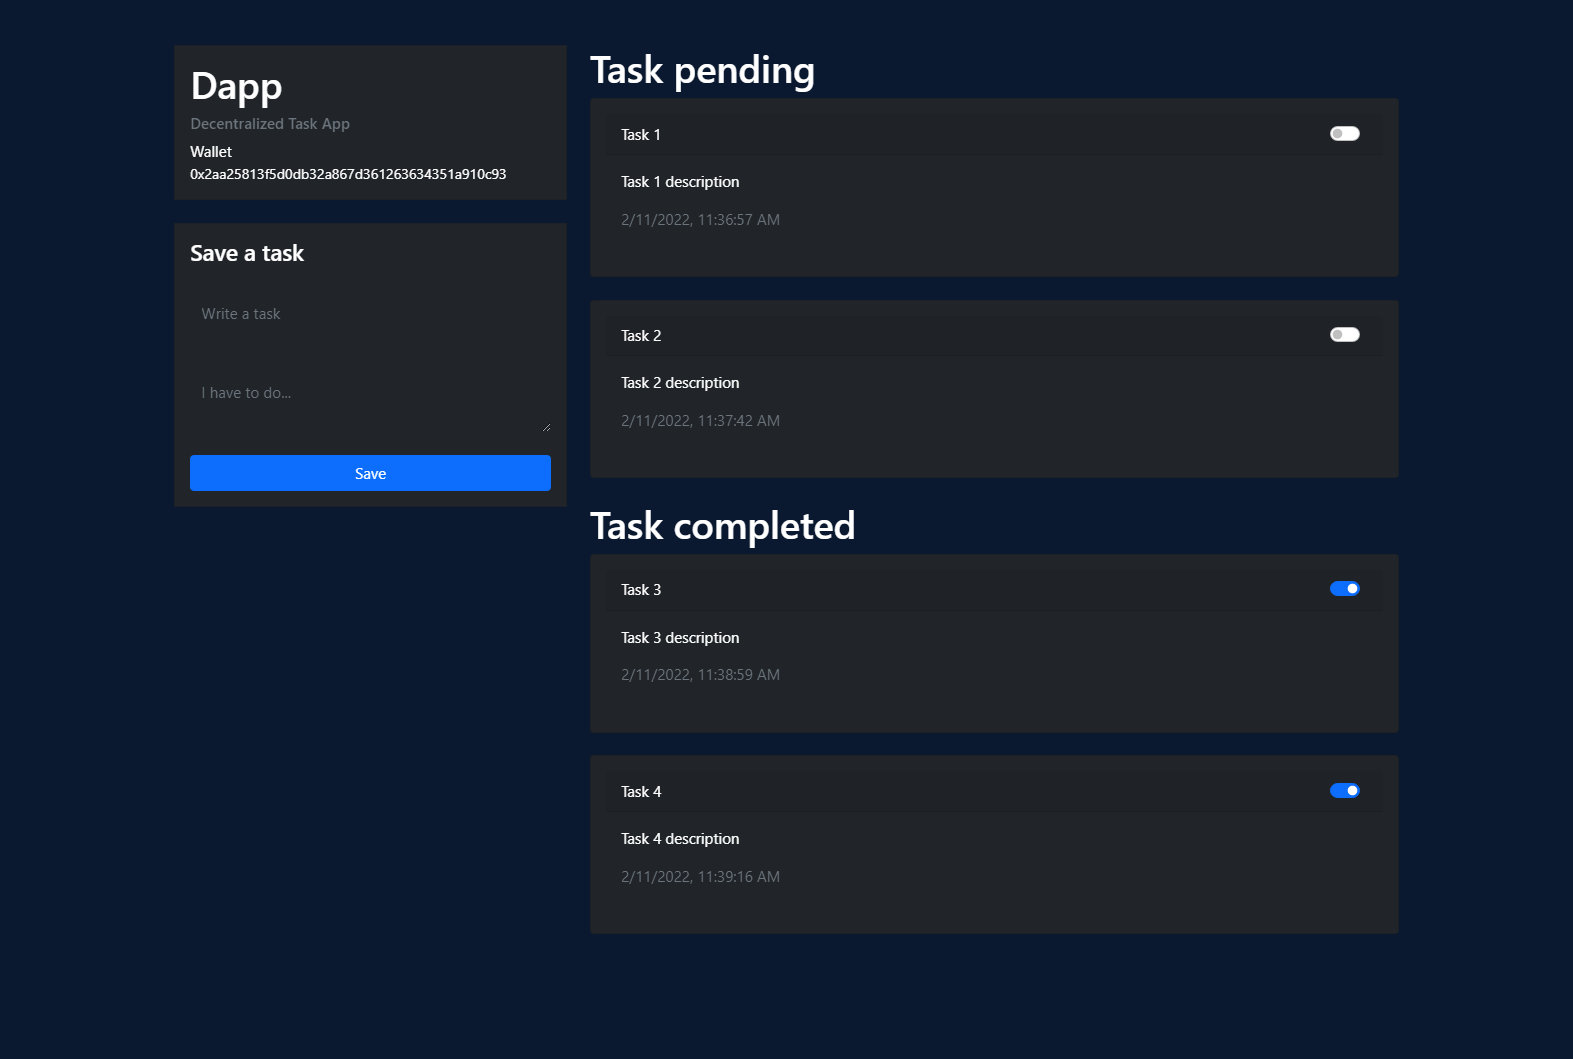 Dapp
Decentralized Task App
Wallet
0x2aa25813f5d0db32a867d361263634351a910c93
Save a task
Write a task
I have to do...
Save
Task pending
Task 1
Task 1 description
2/11/2022, 11:36:57 AM
Task 2
Task 2 description
2/11/2022, 11:37:42 AM
Task completed
Task 3
Task 3 description
2/11/2022, 11:38:59 AM
Task 4
Task 4 description
2/11/2022, 11:39:16 AM